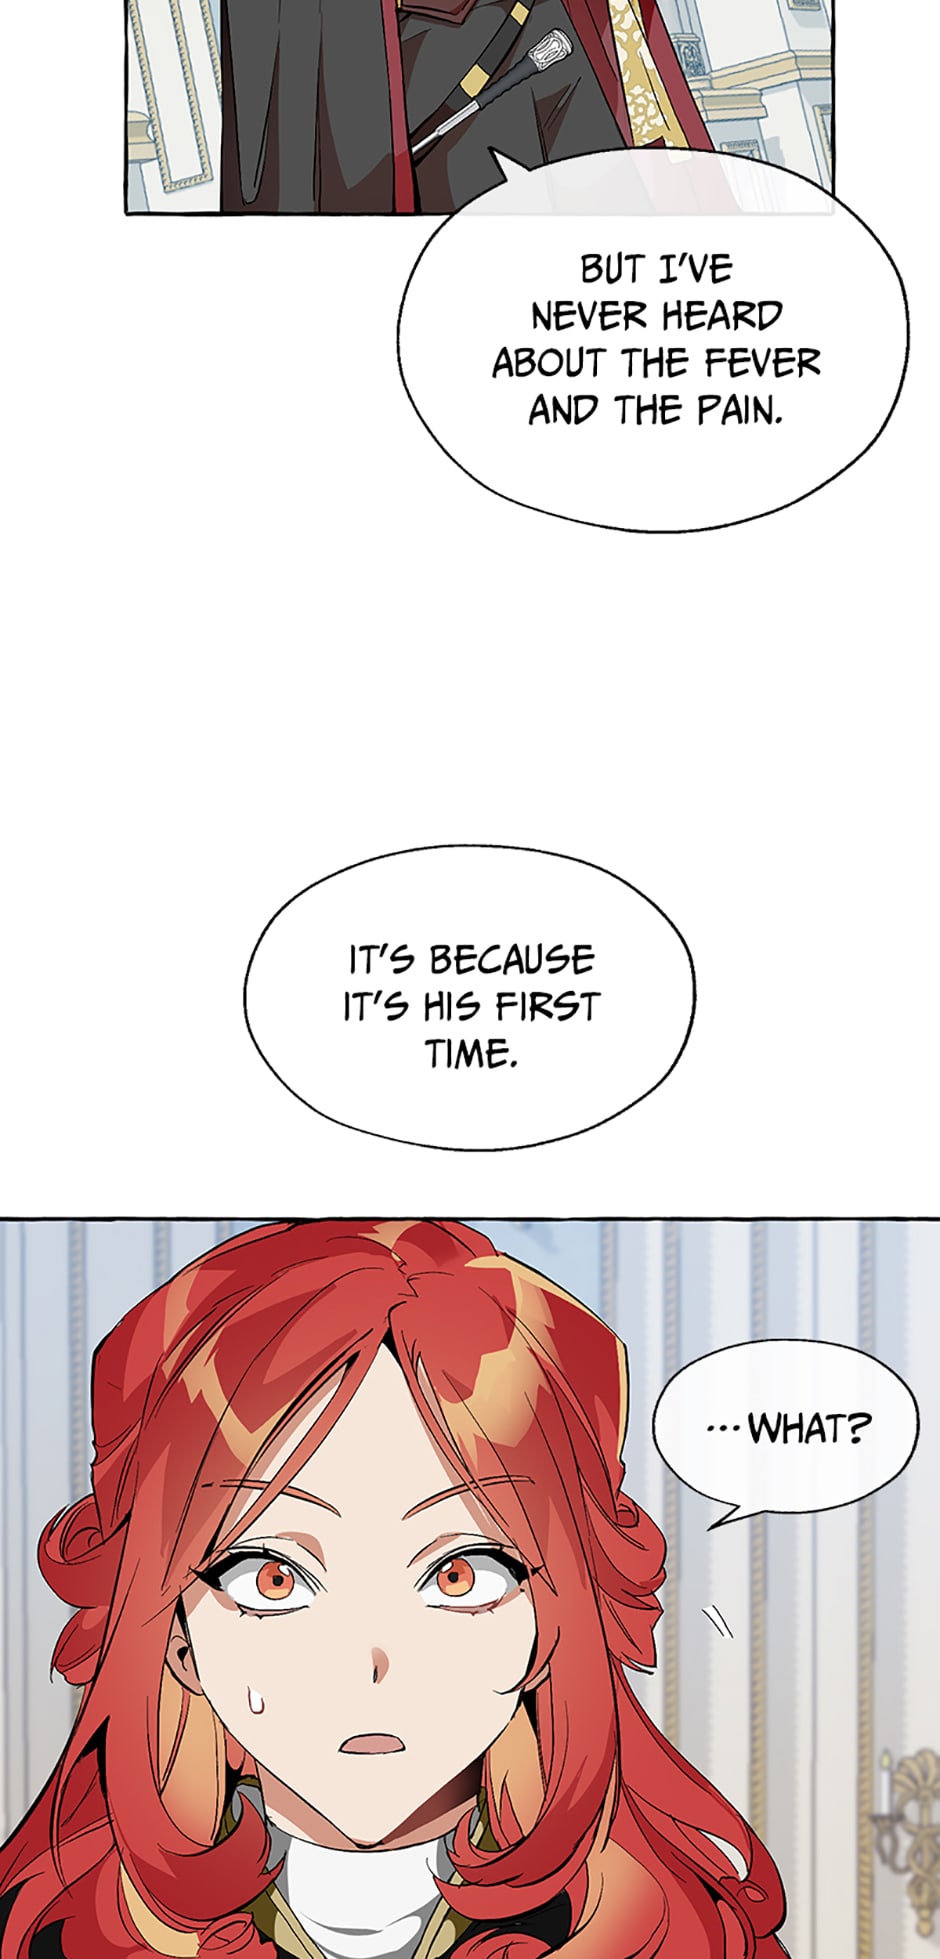 BUT I'VE
NEVER HEARD
ABOUT THE FEVER
AND THE PAIN.
IT'S BECAUSE
IT'S HIS FIRST
TIME.
...WHAT?